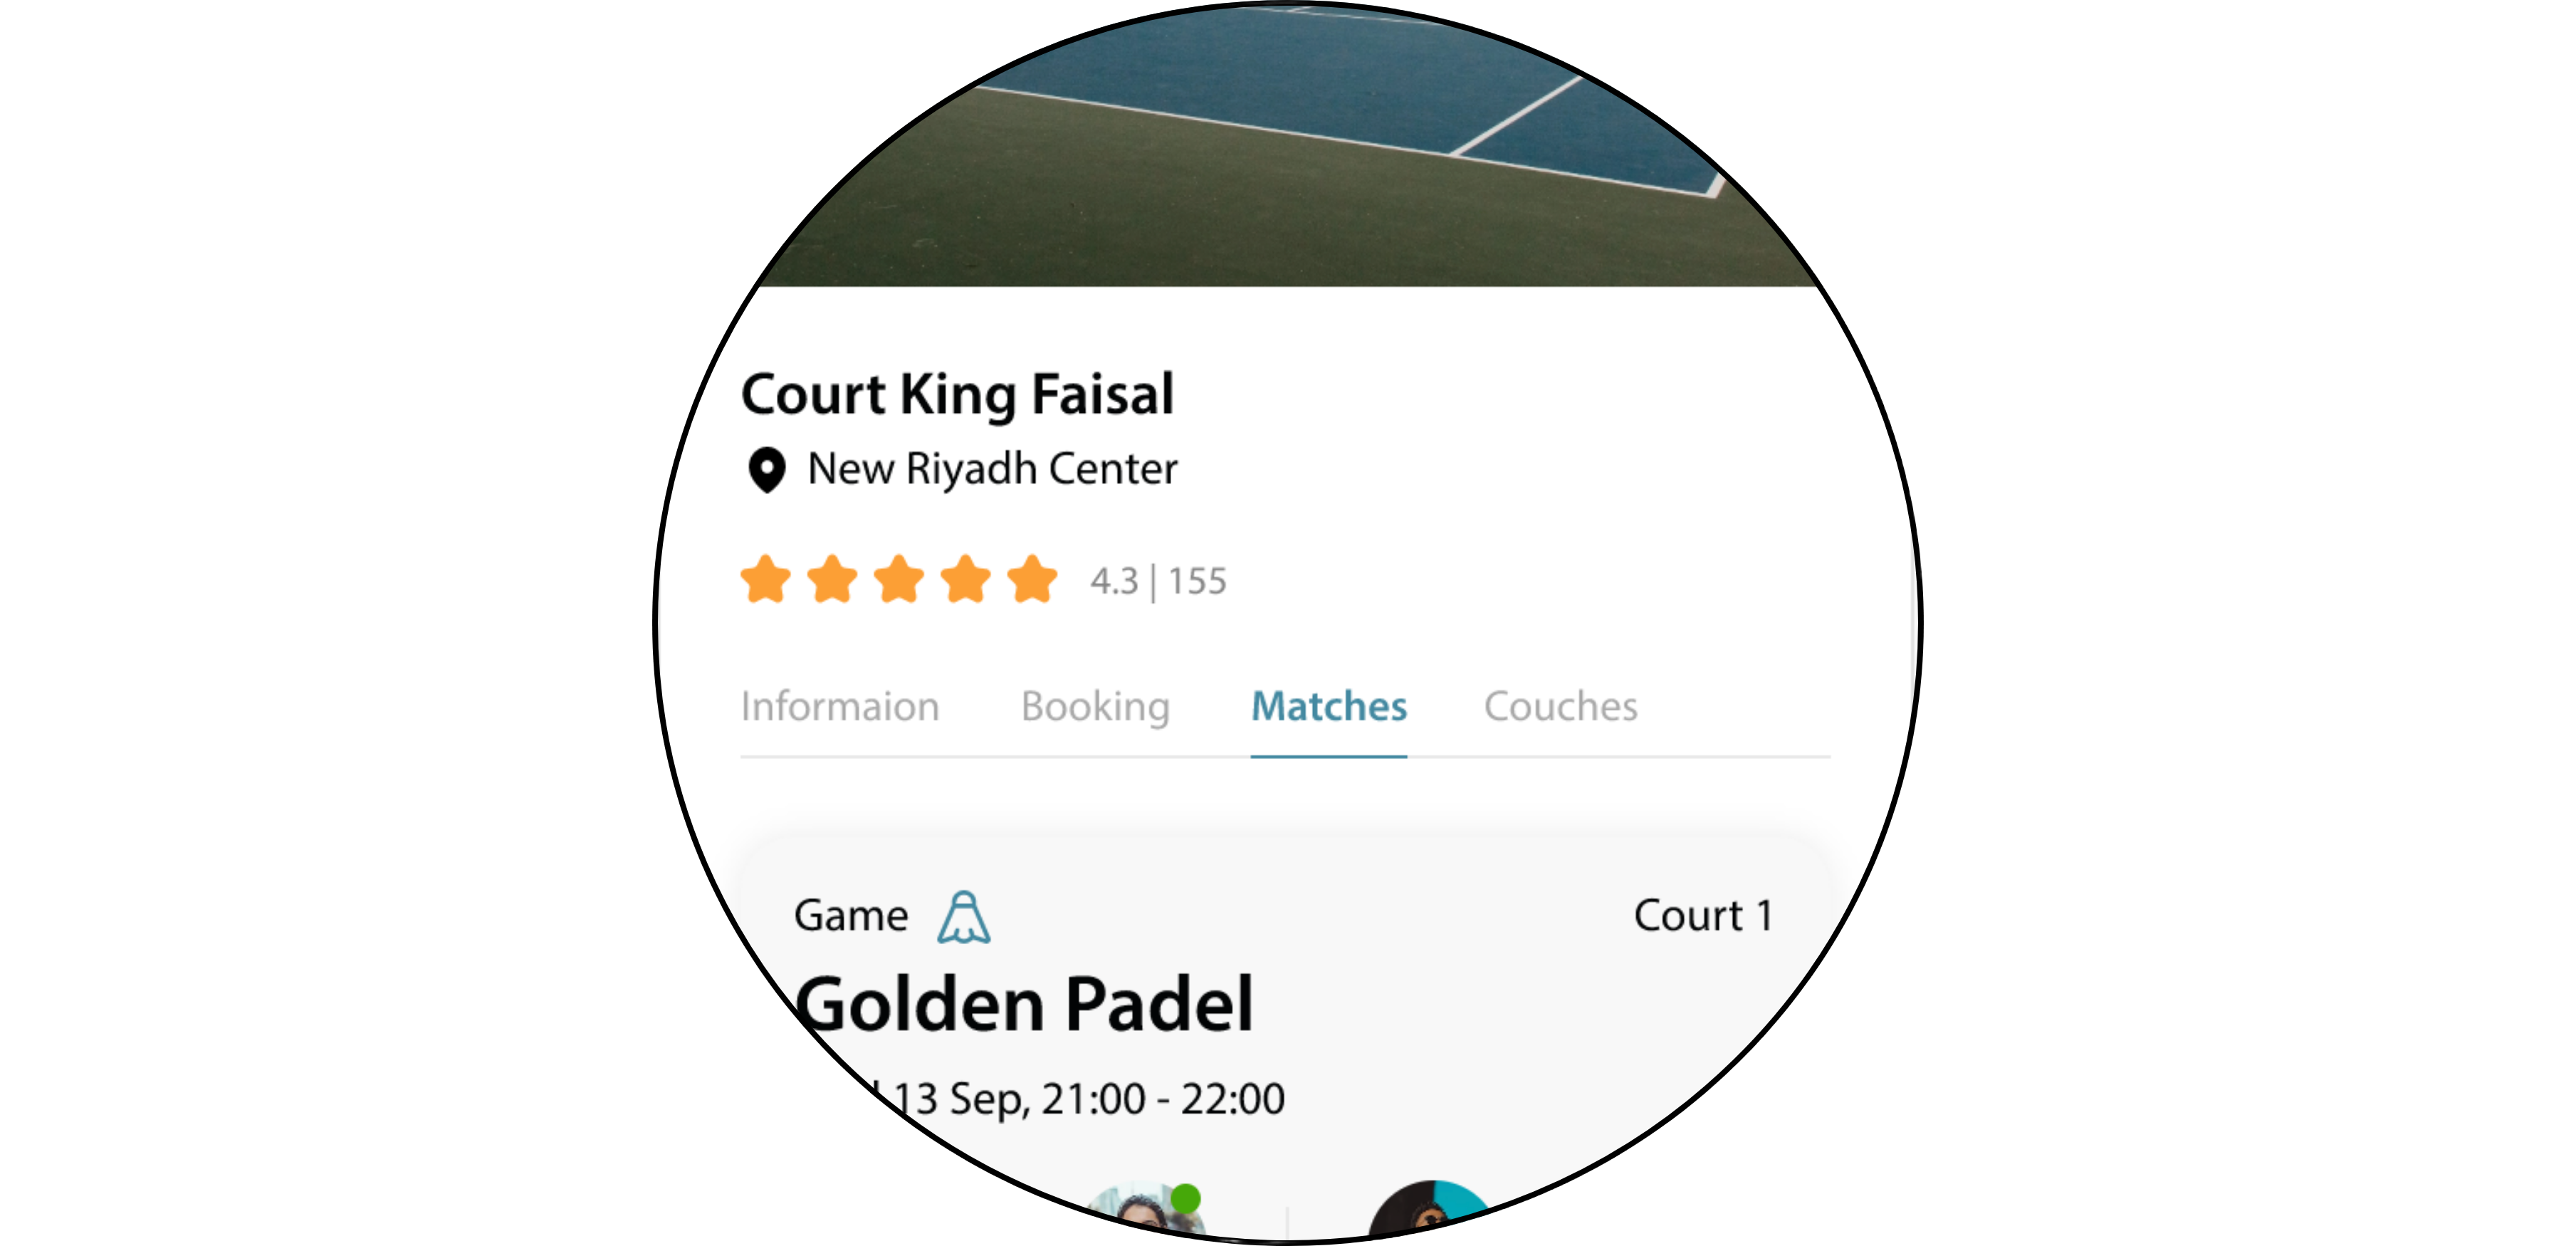 Court King Faisal
New Riyadh Center
4.3 | 155
Informaion Booking Matches Couches
Game Court 1
Golden Padel
13 Sep, 21:00 - 22:00